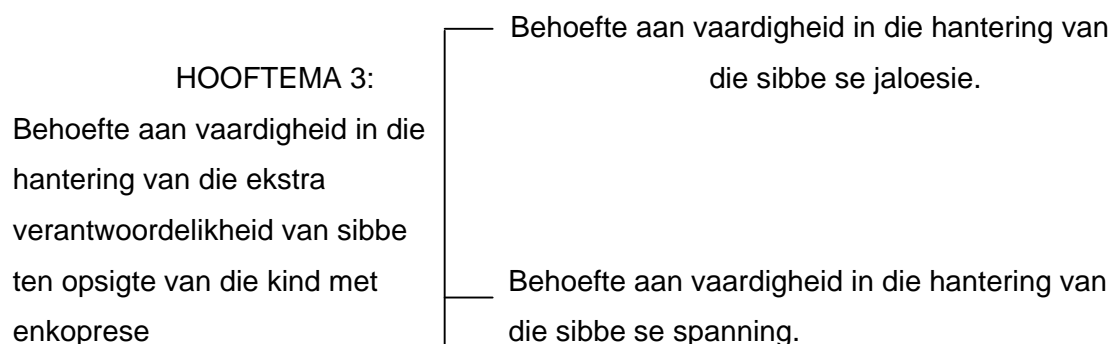 HOOFTEMA 3:
Behoefte aan vaardigheid in die
hantering van die ekstra
verantwoordelikheid van sibbe
ten opsigte van die kind met
enkoprese
Behoefte aan vaardigheid in die hantering van
die sibbe se jaloesie.
Behoefte aan vaardigheid in die hantering van
die sibbe se spanning.